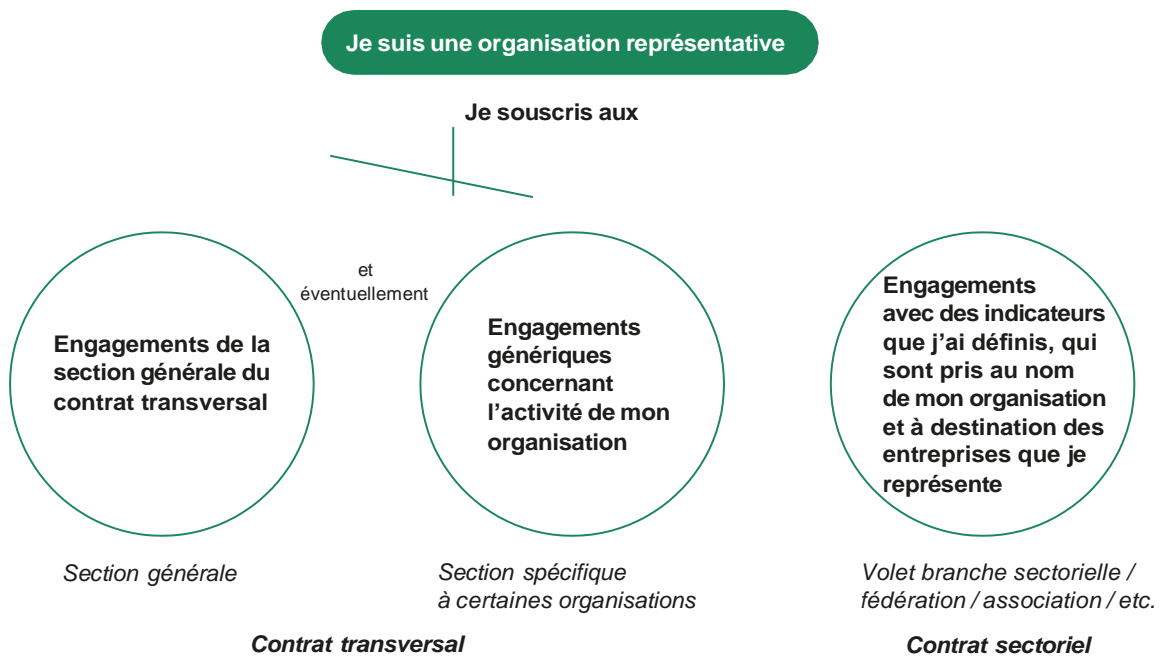 Je suis une organisation représentative
Je souscris aux
Engagements de la
section générale du
contrat transversal
et
éventuellement
Engagements
génériques
concernant
l’activité de mon
organisation
Engagements
avec des indicateurs
que j’ai définis, qui
sont pris au nom
de mon organisation
et à destination des
entreprises que je
représente
Section générale
Section spécifique
à certaines organisations
Volet branche sectorielle /
fédération / association / etc.
Contrat transversal
Contrat sectoriel